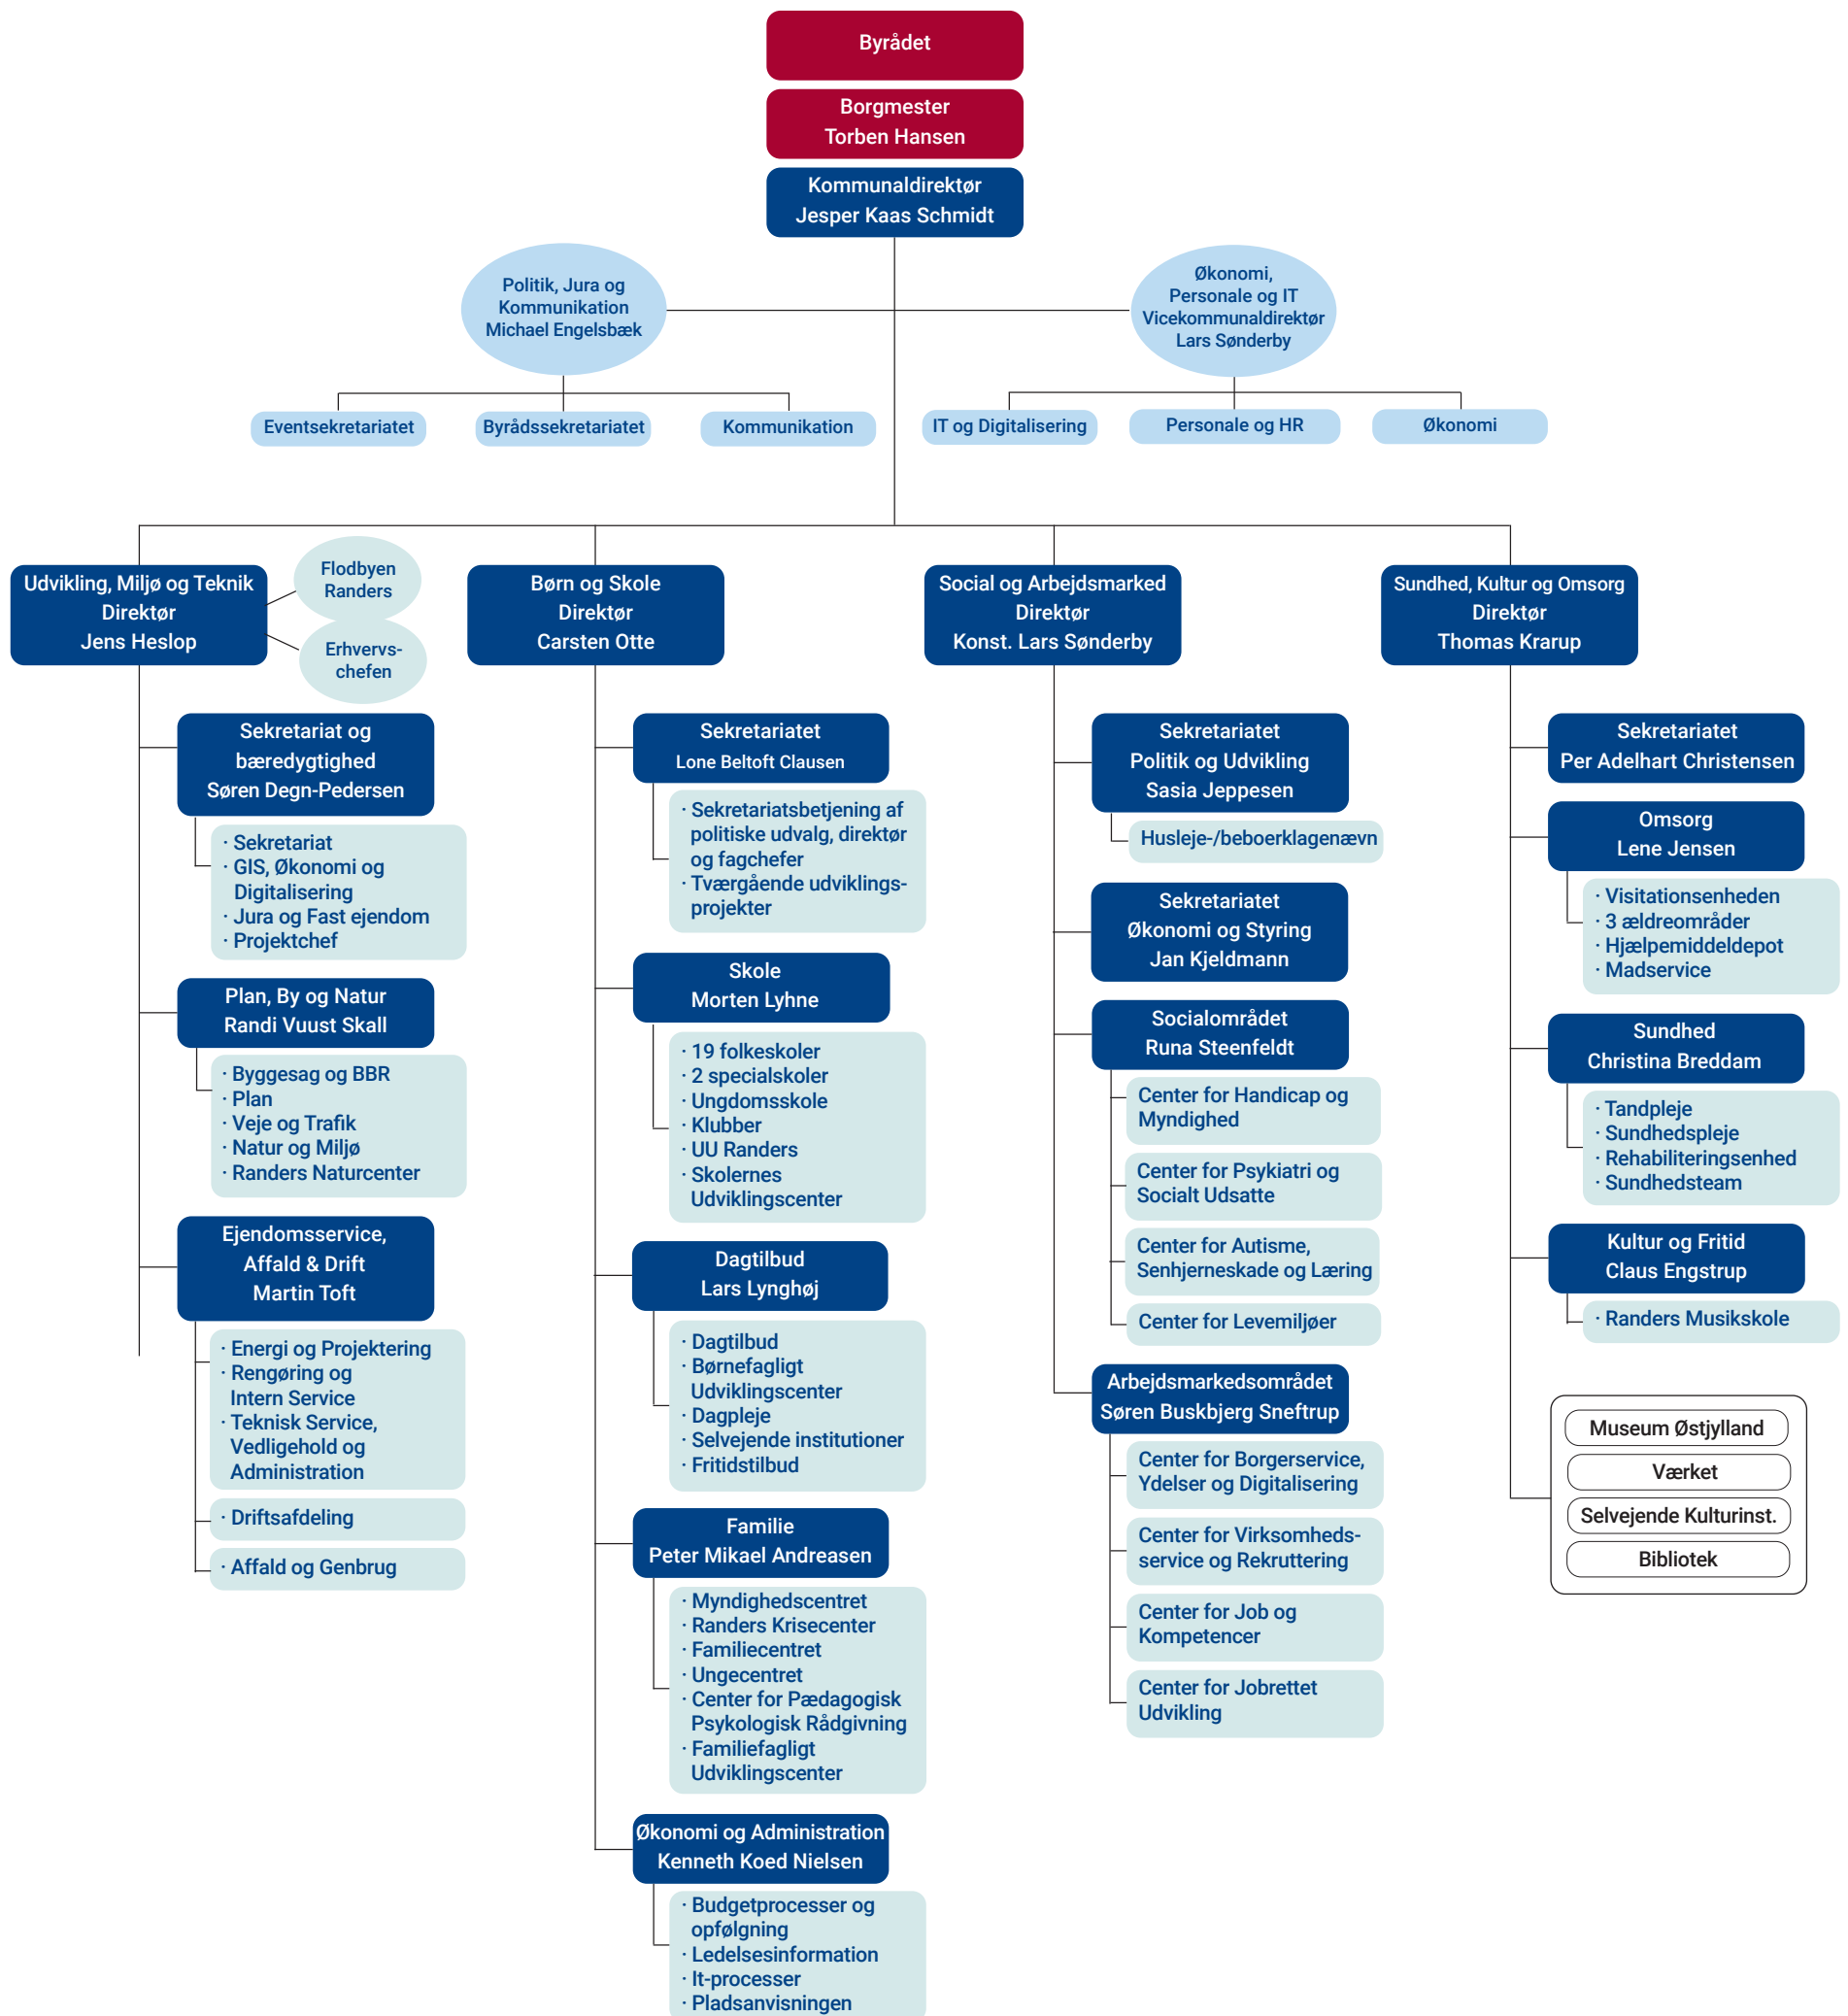 Byrådet
Borgmester
Torben Hansen
Kommunaldirektør
Jesper Kaas Schmidt
Politik, Jura og
Kommunikation
Michael Engelsbæk
Økonomi,
Personale og IT
Vicekommunaldirektør
Lars Sønderby
Eventsekretariatet
Byrådssekretariatet
Kommunikation
IT og Digitalisering
Personale og HR
Økonomi
Udvikling, Miljø og Teknik
Direktør
Jens Heslop
Flodbyen
Randers
Erhvervs-
chefen
Sekretariat og
bæredygtighed
Søren Degn-Pedersen
· Sekretariat
· GIS, Økonomi og
Digitalisering
· Jura og Fast ejendom
· Projektchef
Plan, By og Natur
Randi Vuust Skall
· Byggesag og BBR
· Plan
· Veje og Trafik
· Natur og Miljø
· Randers Naturcenter
Ejendomsservice,
Affald & Drift
Martin Toft
· Energi og Projektering
· Rengøring og
Intern Service
· Teknisk Service,
Vedligehold og
Administration
· Driftsafdeling
· Affald og Genbrug
Børn og Skole
Direktør
Carsten Otte
Sekretariatet
Lone Beltoft Clausen
· Sekretariatsbetjening af
politiske udvalg, direktør
og fagchefer
· Tværgående udviklings-
projekter
Skole
Morten Lyhne
· 19 folkeskoler
· 2 specialskoler
· Ungdomsskole
· Klubber
· UU Randers
· Skolernes
Udviklingscenter
Dagtilbud
Lars Lynghøj
· Dagtilbud
· Børnefagligt
Udviklingscenter
· Dagpleje
· Selvejende institutioner
· Fritidstilbud
Familie
Peter Mikael Andreasen
· Myndighedscentret
· Randers Krisecenter
· Familiecentret
· Ungecentret
· Center for Pædagogisk
Psykologisk Rådgivning
· Familiefagligt
Udviklingscenter
Økonomi og Administration
Kenneth Koed Nielsen
· Budgetprocesser og
opfølgning
· Ledelsesinformation
· It-processer
· Pladsanvisningen
Social og Arbejdsmarked
Direktør
Konst. Lars Sønderby
Sekretariatet
Politik og Udvikling
Sasia Jeppesen
Husleje-/beboerklagenævn
Sekretariatet
Økonomi og Styring
Jan Kjeldmann
Socialområdet
Runa Steenfeldt
Center for Handicap og
Myndighed
Center for Psykiatri og
Socialt Udsatte
Center for Autisme,
Senhjerneskade og Læring
Center for Levemiljøer
Arbejdsmarkedsområdet
Søren Buskbjerg Sneftrup
Center for Borgerservice,
Ydelser og Digitalisering
Center for Virksomheds-
service og Rekruttering
Center for Job og
Kompetencer
Center for Jobrettet
Udvikling
Sundhed, Kultur og Omsorg
Direktør
Thomas Krarup
Sekretariatet
Per Adelhart Christensen
Omsorg
Lene Jensen
· Visitationsenheden
· 3 ældreområder
· Hjælpemiddeldepot
· Madservice
Sundhed
Christina Breddam
· Tandpleje
· Sundhedspleje
· Rehabiliteringsenhed
· Sundhedsteam
Kultur og Fritid
Claus Engstrup
· Randers Musikskole
Museum Østjylland
Værket
Selvejende Kulturinst.
Bibliotek